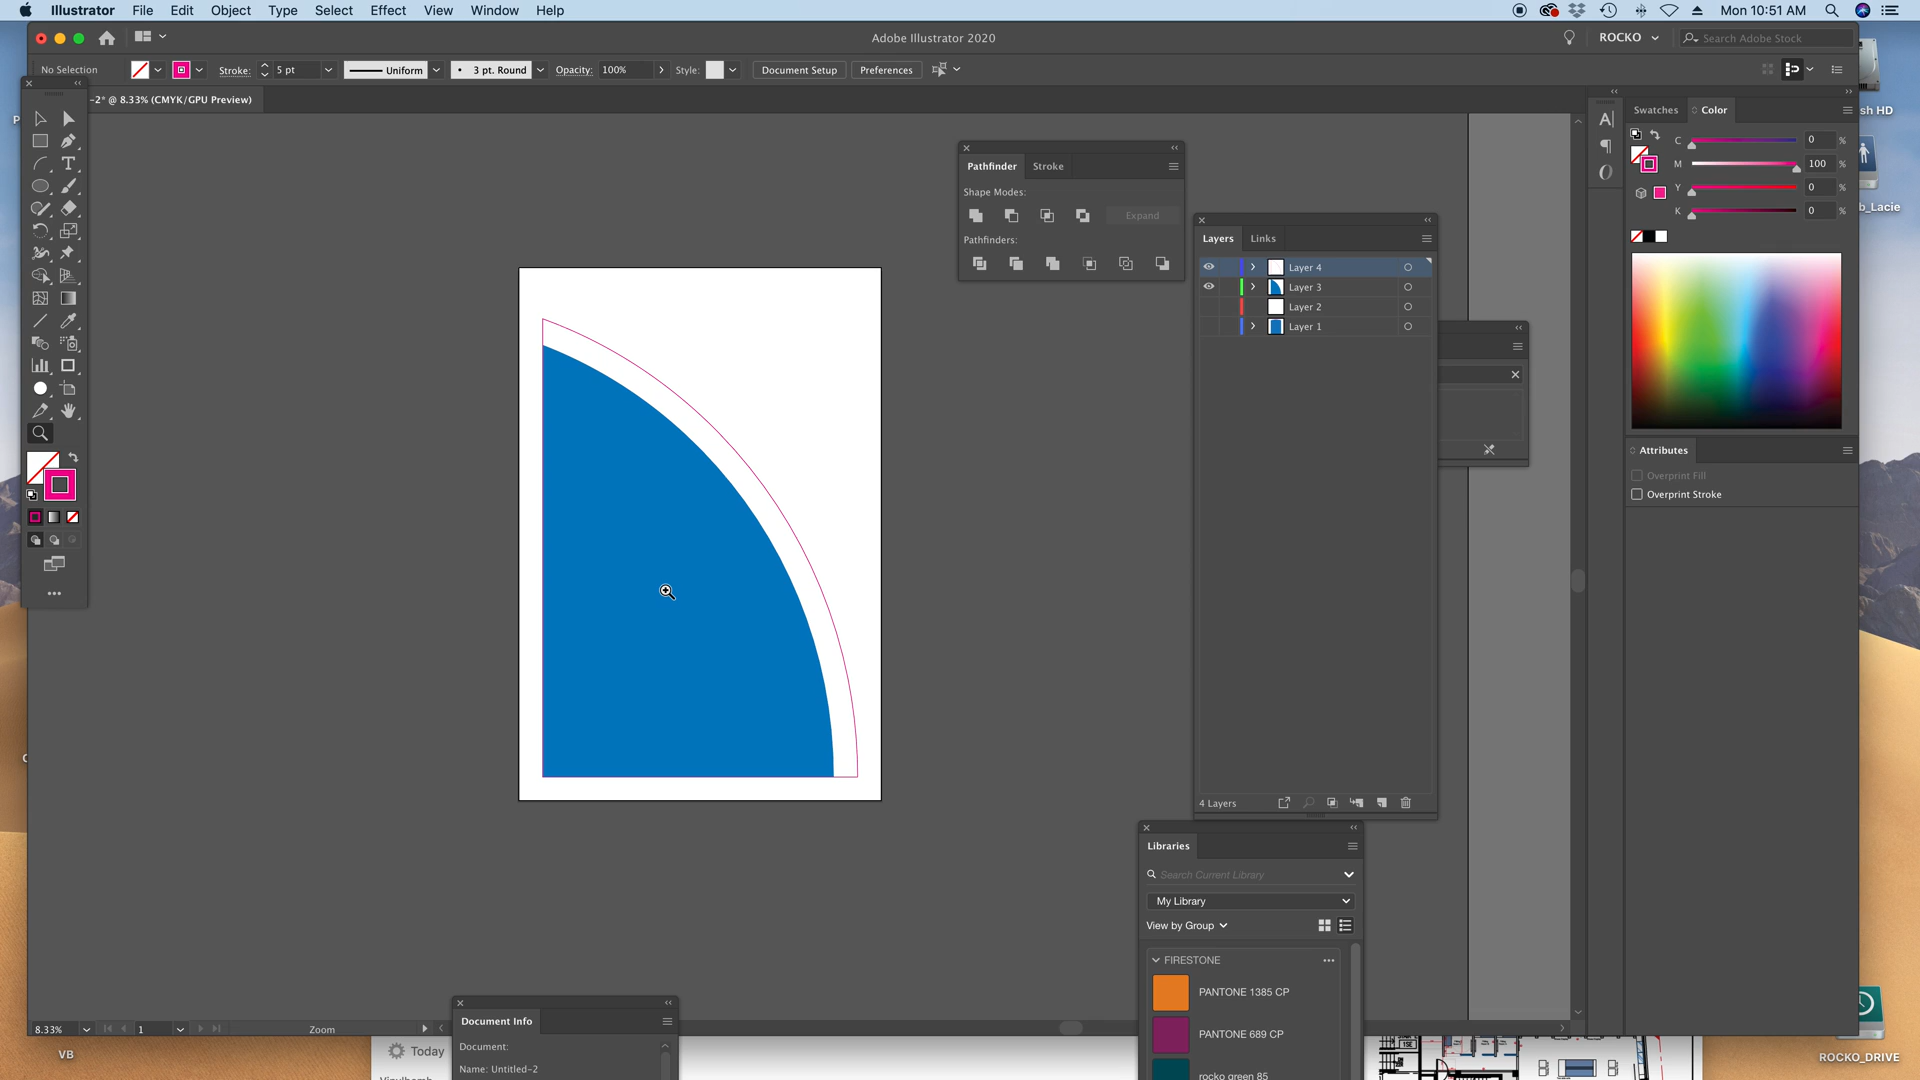 Illustrator File Edit Object Type Select Effect View Window Help
Mon 10:51 AM
Adobe Illustrator 2020
ROCKO
Search Adobe Stock
No Selection
Stroke:
5 pt
Uniform
3 pt. Round
Opacity:
100%
Style:
Document Setup
Preferences
-2* @ 8.33% (CMYK/GPU Preview)
Pathfinder
Stroke
Shape Modes:
Expand
Pathfinders:
Layers
Links
Layer 4
Layer 3
Layer 2
Layer 1
4 Layers
Swatches
Color
C
0
%
M
100
%
Y
0
%
K
0
%
Attributes
Overprint Fill
Overprint Stroke
Libraries
Search Current Library
My Library
View by Group
FIRESTONE
PANTONE 1385 CP
PANTONE 689 CP
rocko green 85
8.33%
1
Zoom
Document Info
Document:
Name: Untitled-2
Today
VB
sh HD
b_Lacie
ROCKO_DRIVE